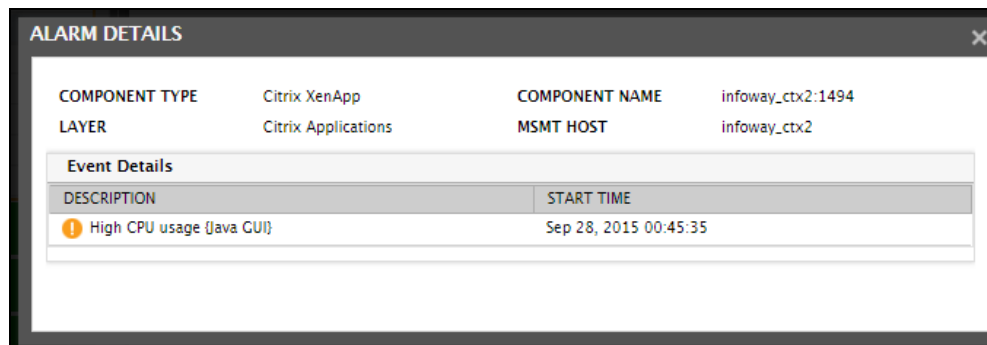 ALARM DETAILS
COMPONENT TYPE Citrix XenApp COMPONENT NAME infoway_ctx2:1494
LAYER Citrix Applications MSMT HOST infoway_ctx2
Event Details
DESCRIPTION START TIME
High CPU usage {Java GUI} Sep 28, 2015 00:45:35